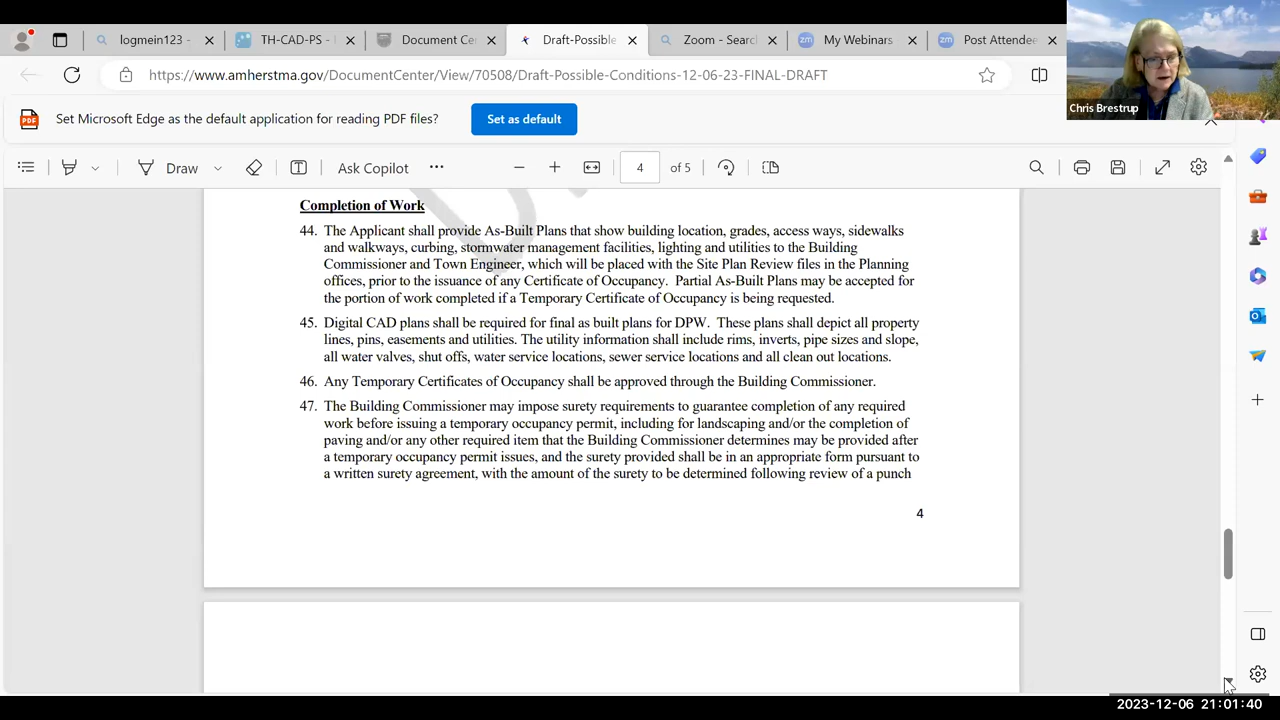 logmein123 -
TH-CAD-PS -
Document Ce
Draft-Possible
Zoom - Searc
My Webinars
Post Attende
https://www.amherstma.gov/DocumentCenter/View/70508/Draft-Possible-Conditions-12-06-23-FINAL-DRAFT
Chris Brestrup
Set Microsoft Edge as the default application for reading PDF files?
Set as default
Draw
Ask Copilot
4 of 5
Completion of Work
44. The Applicant shall provide As-Built Plans that show building location, grades, access ways, sidewalks
and walkways, curbing, stormwater management facilities, lighting and utilities to the Building
Commissioner and Town Engineer, which will be placed with the Site Plan Review files in the Planning
offices, prior to the issuance of any Certificate of Occupancy. Partial As-Built Plans may be accepted for
the portion of work completed if a Temporary Certificate of Occupancy is being requested.
45. Digital CAD plans shall be required for final as built plans for DPW. These plans shall depict all property
lines, pins, easements and utilities. The utility information shall include rims, inverts, pipe sizes and slope,
all water valves, shut offs, water service locations, sewer service locations and all clean out locations.
46. Any Temporary Certificates of Occupancy shall be approved through the Building Commissioner.
47. The Building Commissioner may impose surety requirements to guarantee completion of any required
work before issuing a temporary occupancy permit, including for landscaping and/or the completion of
paving and/or any other required item that the Building Commissioner determines may be provided after
a temporary occupancy permit issues, and the surety provided shall be in an appropriate form pursuant to
a written surety agreement, with the amount of the surety to be determined following review of a punch
4
2023-12-06 21:01:40